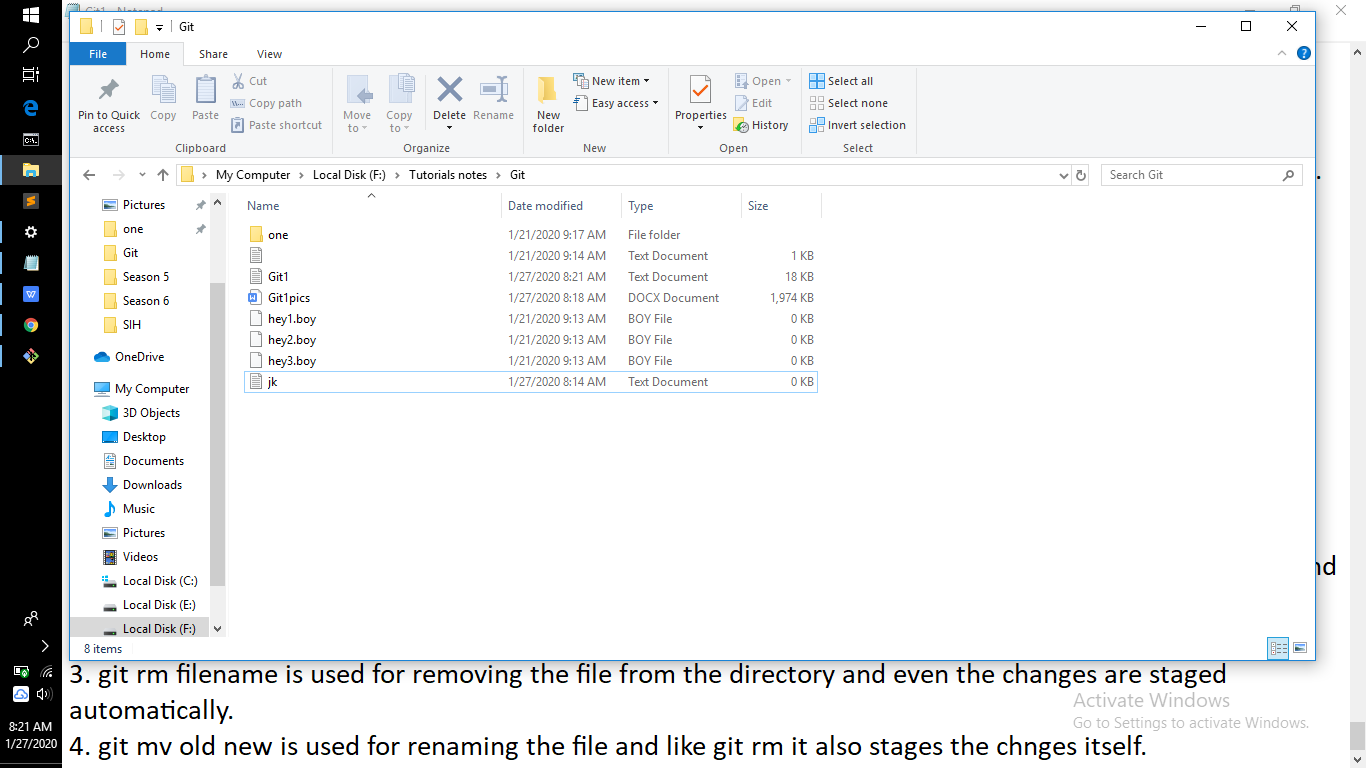 Git1 - Notepad
Git
File Home Share View
Pin to Quick access
Copy
Paste
Cut
Copy path
Paste shortcut
Clipboard
Move to
Copy to
Delete
Rename
Organize
New folder
New item
Easy access
New
Properties
Open
Edit
History
Open
Select all
Select none
Invert selection
Select
My Computer > Local Disk (F:) > Tutorials notes > Git
Search Git
Pictures
one
Git
Season 5
Season 6
SIH
OneDrive
My Computer
3D Objects
Desktop
Documents
Downloads
Music
Pictures
Videos
Local Disk (C:)
Local Disk (E:)
Local Disk (F:)
Name Date modified Type Size
one 1/21/2020 9:17 AM File folder
1/21/2020 9:14 AM Text Document 1 KB
Git1 1/27/2020 8:21 AM Text Document 18 KB
Git1pics 1/27/2020 8:18 AM DOCX Document 1,974 KB
hey1.boy 1/21/2020 9:13 AM BOY File 0 KB
hey2.boy 1/21/2020 9:13 AM BOY File 0 KB
hey3.boy 1/21/2020 9:13 AM BOY File 0 KB
jk 1/27/2020 8:14 AM Text Document 0 KB
8 items
3. git rm filename is used for removing the file from the directory and even the changes are staged
automatically.
4. git mv old new is used for renaming the file and like git rm it also stages the chnges itself.
Activate Windows
Go to Settings to activate Windows.
8:21 AM
1/27/2020